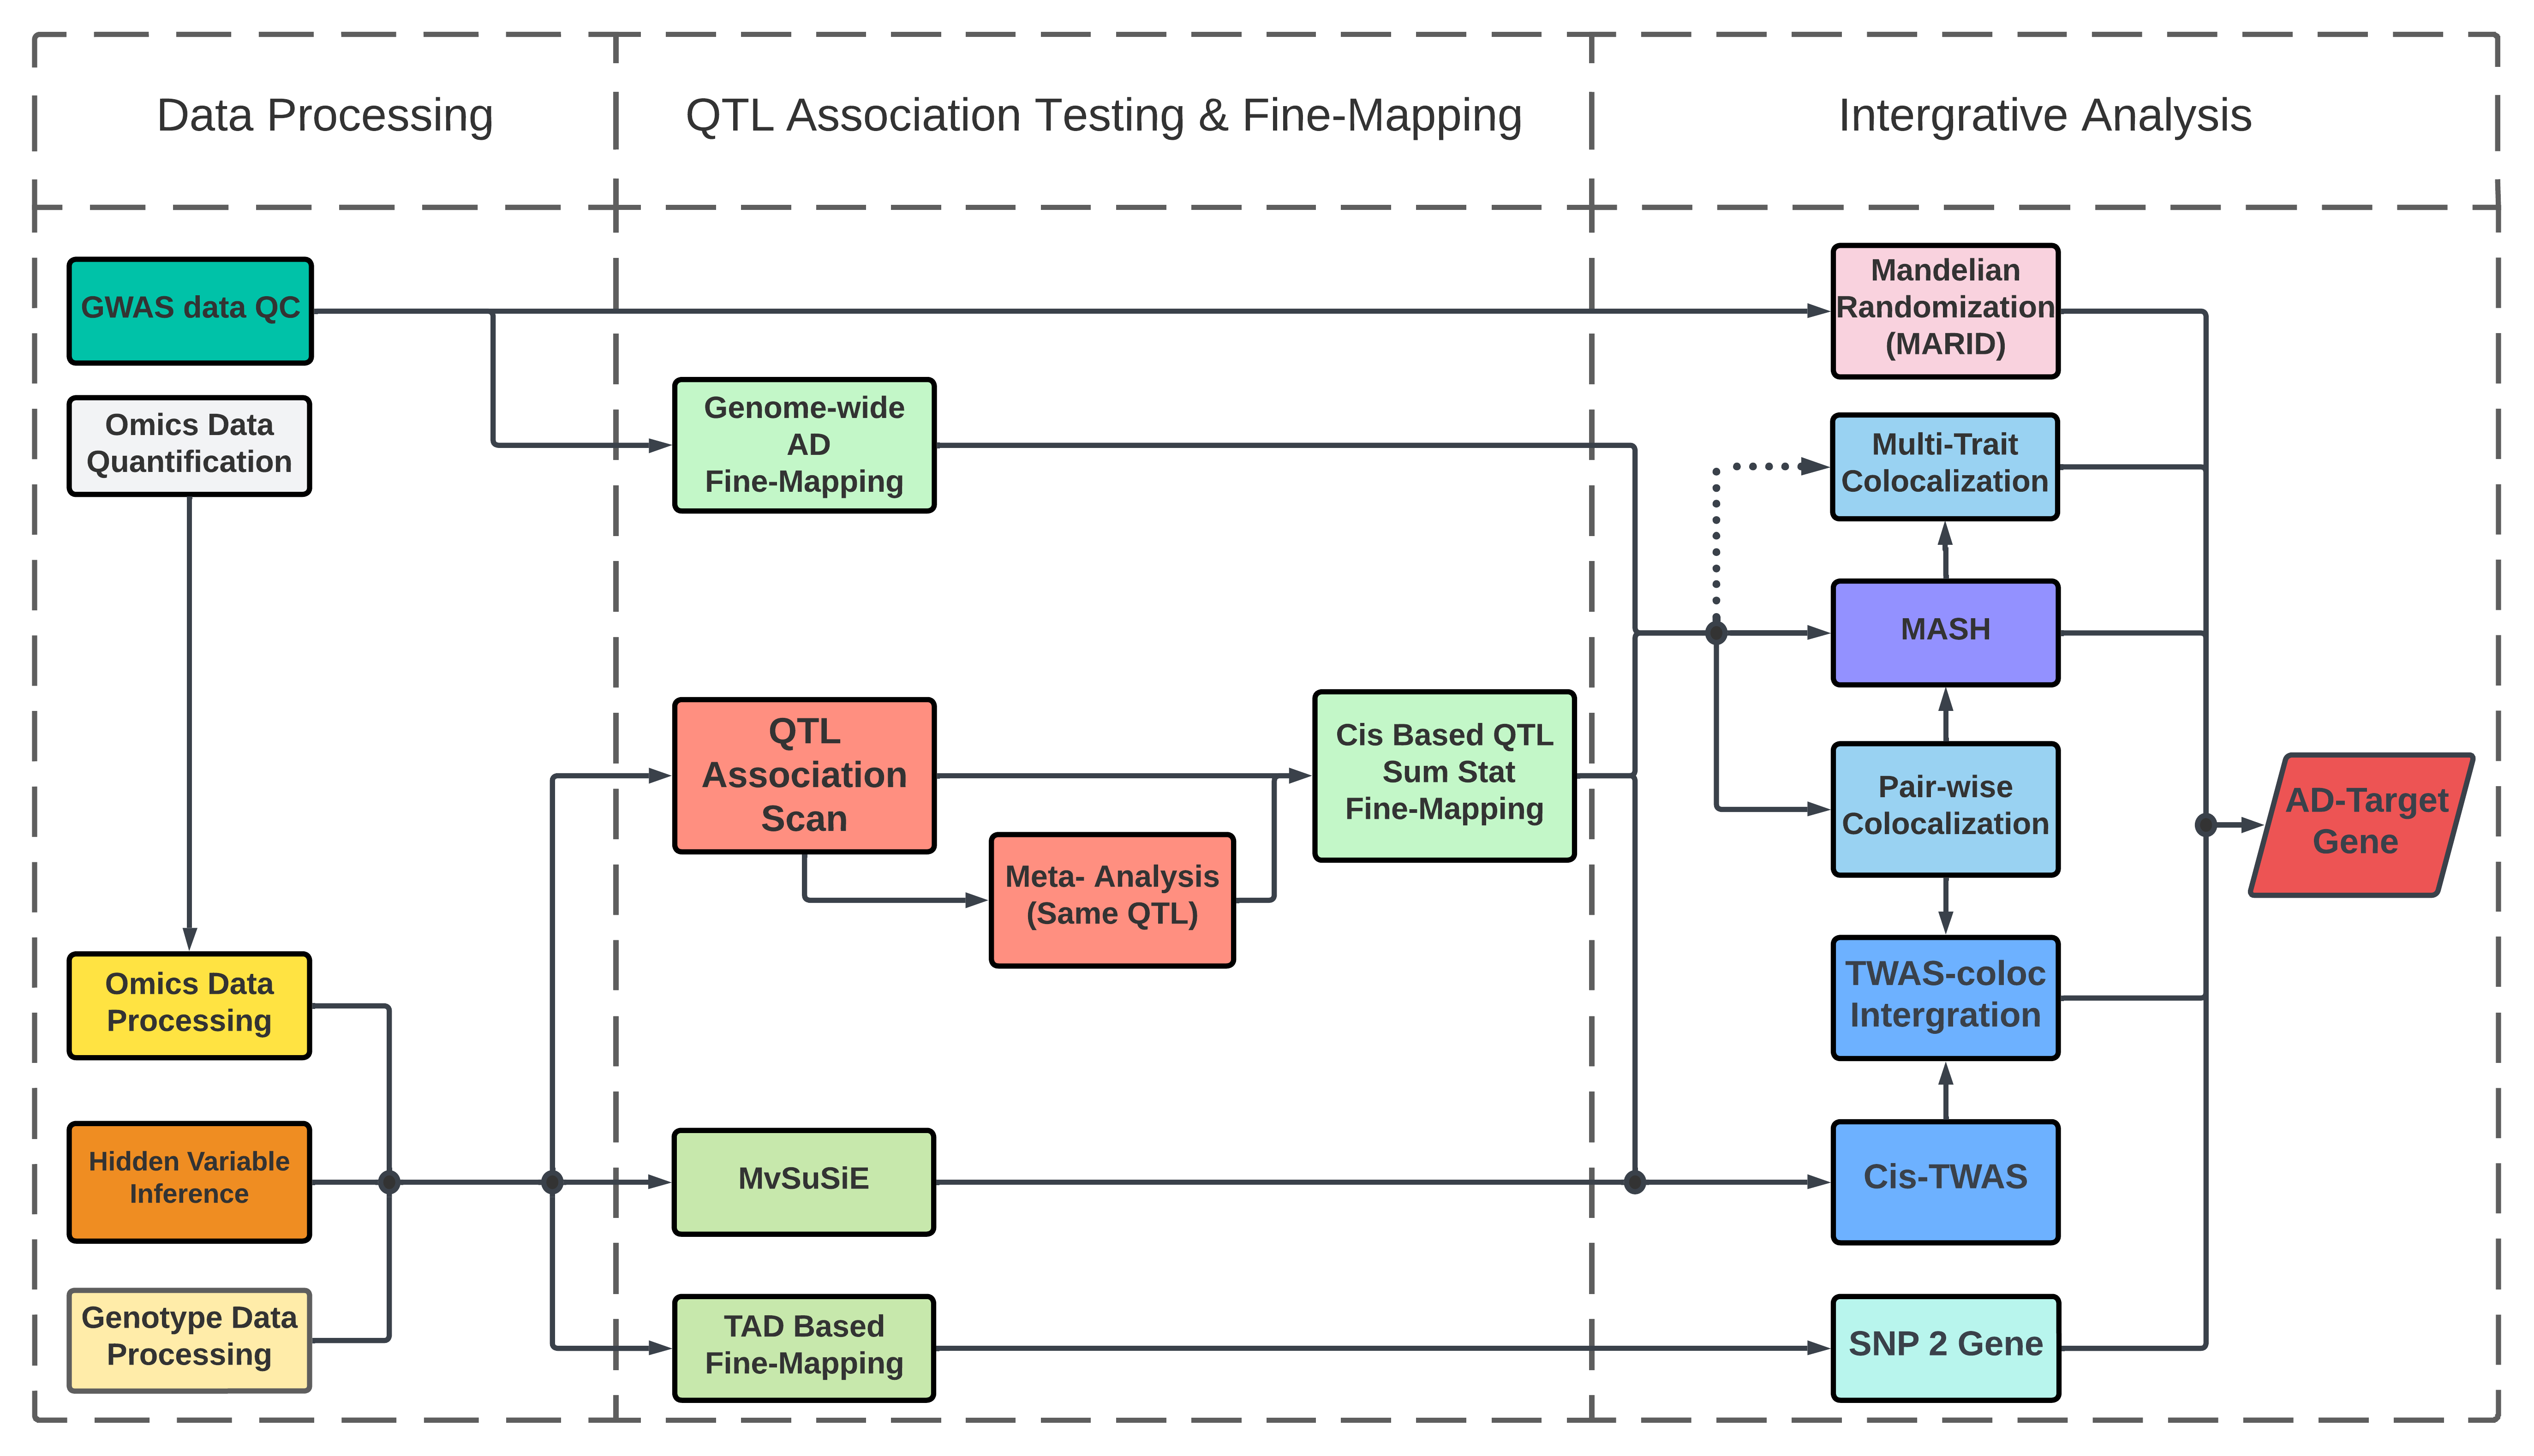 Data Processing
QTL Association Testing & Fine-Mapping
Intergrative Analysis
GWAS data QC
Omics Data
Quantification
Omics Data
Processing
Hidden Variable
Inference
Genotype Data
Processing
Genome-wide
AD
Fine-Mapping
QTL
Association
Scan
Meta- Analysis
(Same QTL)
Cis Based QTL
Sum Stat
Fine-Mapping
MvSuSiE
TAD Based
Fine-Mapping
Mandelian
Randomization
(MARID)
Multi-Trait
Colocalization
MASH
Pair-wise
Colocalization
TWAS-coloc
Intergration
Cis-TWAS
SNP 2 Gene
AD-Target
Gene